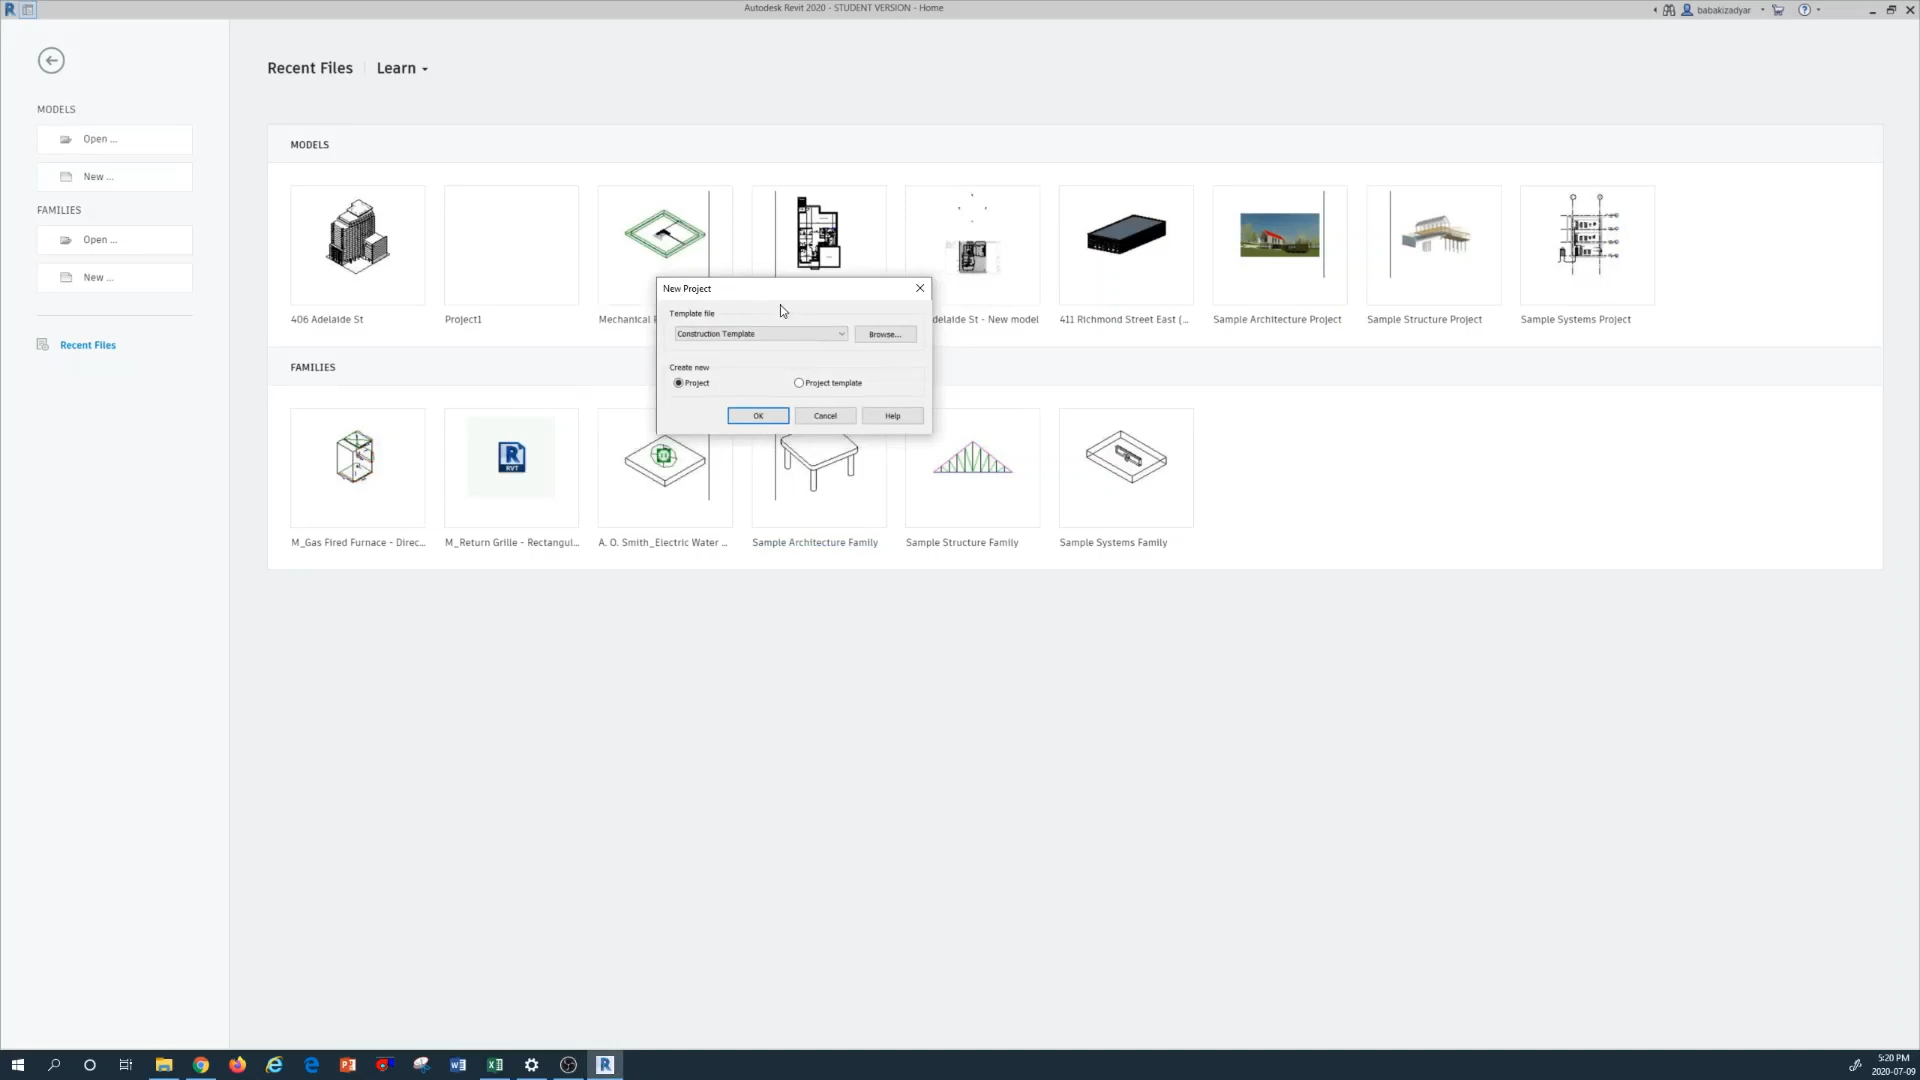 Autodesk Revit 2020 - STUDENT VERSION - Home
babakizadyar
Recent Files
Learn
MODELS
Open ...
New ...
FAMILIES
Open ...
New ...
Recent Files
MODELS
406 Adelaide St
Project1
Mechanical
delaide St - New model
411 Richmond Street East (...
Sample Architecture Project
Sample Structure Project
Sample Systems Project
New Project
Template file
Construction Template
Browse...
Create new
Project
Project template
OK
Cancel
Help
FAMILIES
RVT
M_Gas Fired Furnace - Direc...
M_Return Grille - Rectangul...
A. O. Smith_Electric Water ...
Sample Architecture Family
Sample Structure Family
Sample Systems Family
5:20 PM
2020-07-09